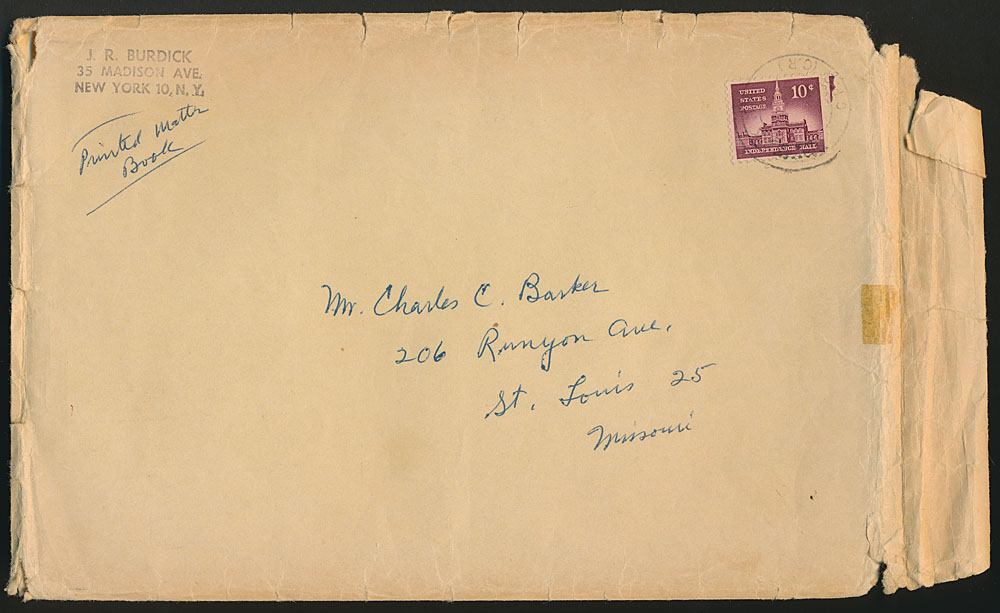 J. R. BURDICK
35 MADISON AVE.
NEW YORK 10, N. Y.
Printed Matter
Book
UNITED
STATES
POSTAGE
10¢
INDEPENDENCE HALL
Mr. Charles C. Barker
206 Runyon Ave.
St. Louis 25
Missouri